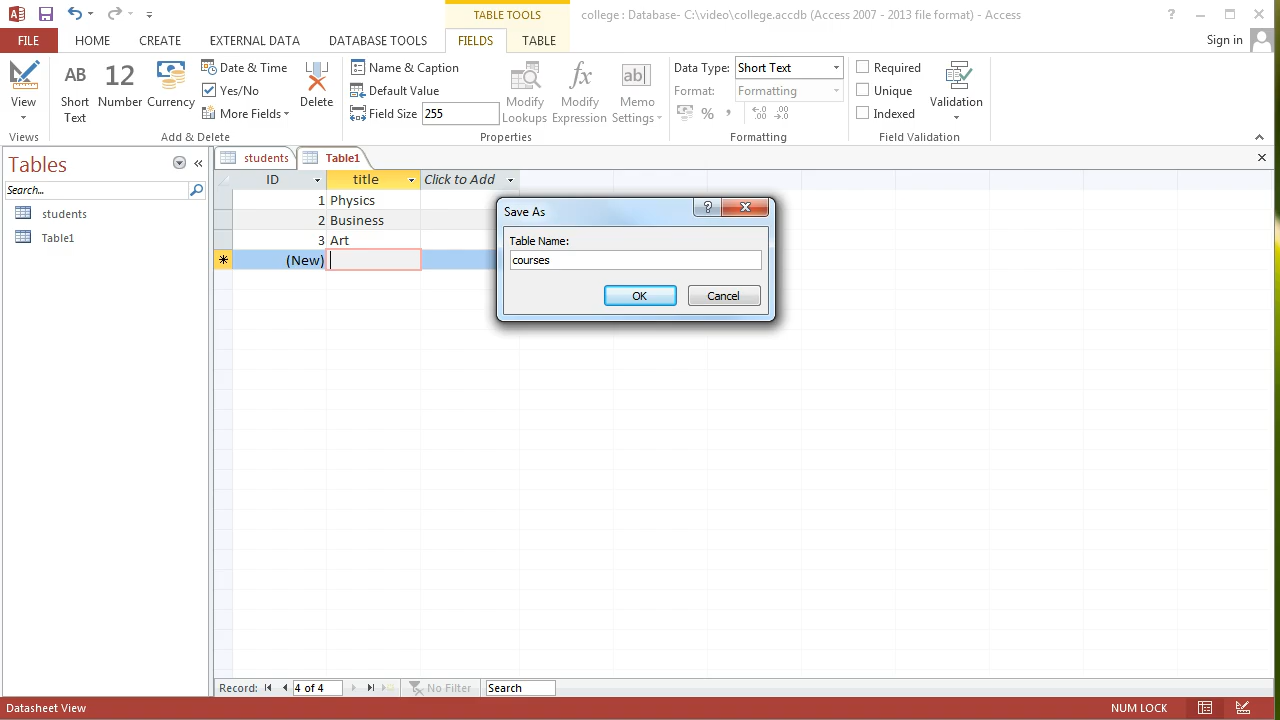 college : Database- C:\video\college.accdb (Access 2007 - 2013 file format) - Access
TABLE TOOLS
FILE HOME CREATE EXTERNAL DATA DATABASE TOOLS FIELDS TABLE
Sign in
View
Views
AB Short Text
12 Number
Currency
Date & Time
Yes/No
More Fields
Delete
Add & Delete
Name & Caption
Default Value
Field Size 255
Modify Lookups
fx Modify Expression
ab Memo Settings
Properties
Data Type: Short Text
Format: Formatting
%
Formatting
Required
Unique
Indexed
Validation
Field Validation
Tables
Search...
students
Table1
students Table1
ID title Click to Add
1 Physics
2 Business
3 Art
(New)
Save As
Table Name:
courses
OK Cancel
Record: 4 of 4 No Filter Search
Datasheet View
NUM LOCK